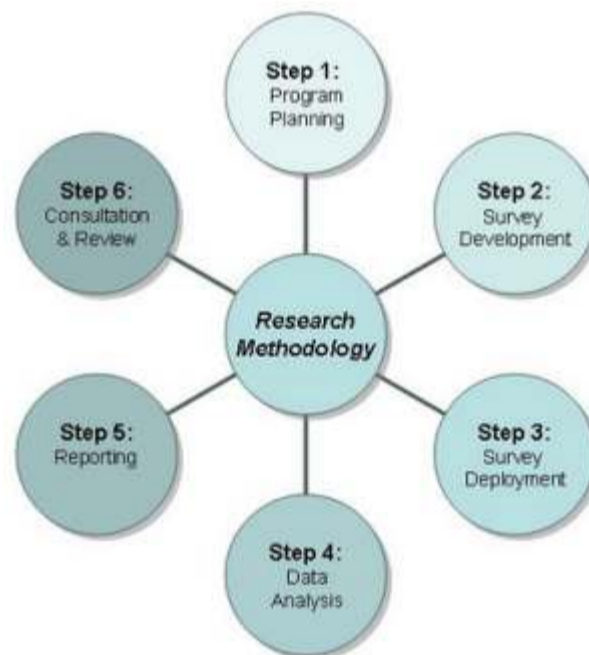 Step 1:
Program
Planning
Step 2:
Survey
Development
Step 3:
Survey
Deployment
Step 4:
Data
Analysis
Step 5:
Reporting
Step 6:
Consultation
& Review
Research
Methodology